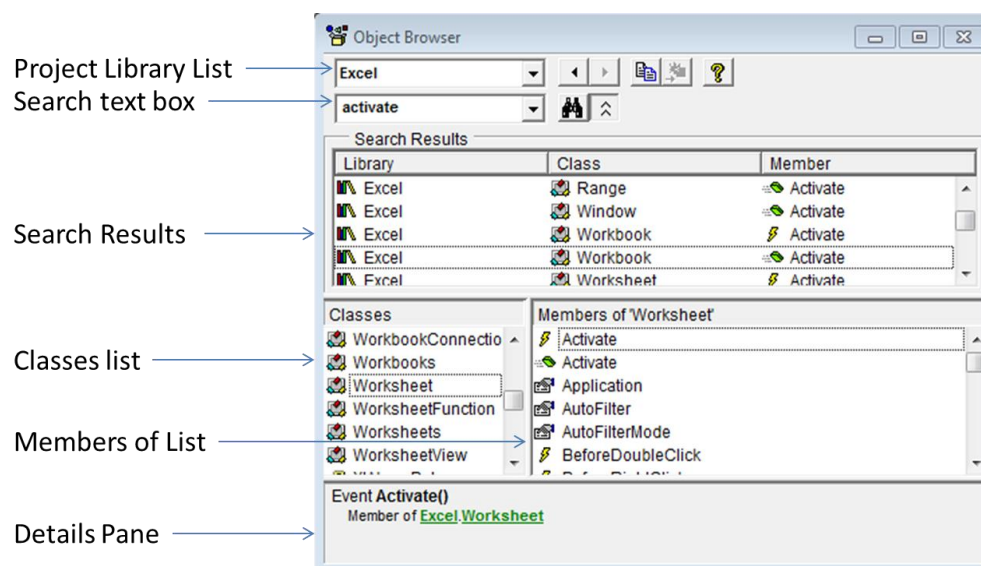 Object Browser
Project Library List
Excel
Search text box
activate
Search Results
Library Class Member
Excel Range Activate
Excel Window Activate
Search Results
Excel Workbook Activate
Excel Workbook Activate
Excel Worksheet Activate
Classes
Members of 'Worksheet'
WorkbookConnectio
Activate
Classes list
Workbooks
Activate
Worksheet
Application
WorksheetFunction
AutoFilter
Members of List
Worksheets
AutoFilterMode
WorksheetView
BeforeDoubleClick
Event Activate()
Member of Excel.Worksheet
Details Pane